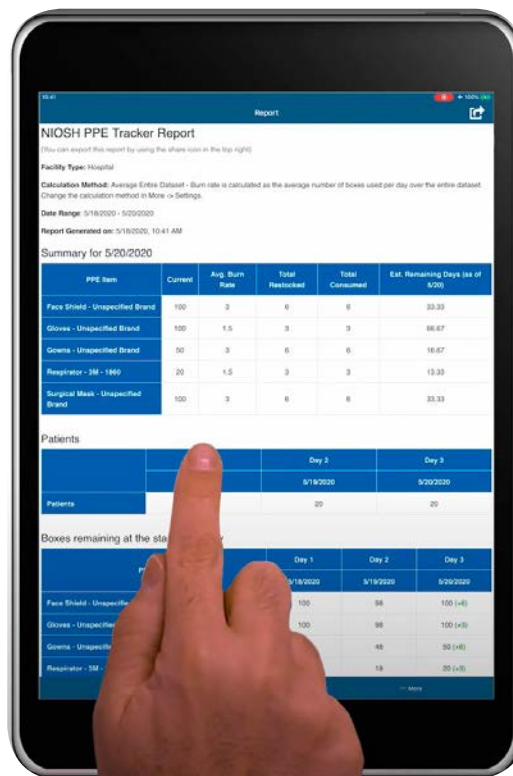 10:41 100%
Report
NIOSH PPE Tracker Report
(You can export this report by using the share icon in the top right)
Facility Type: Hospital
Calculation Method: Average Entire Dataset - Burn rate is calculated as the average number of boxes used per day over the entire dataset.
Change the calculation method in More -> Settings.
Date Range: 5/18/2020 - 5/20/2020
Report Generated on: 5/18/2020, 10:41 AM
Summary for 5/20/2020
PPE Item Current Avg. Burn Rate Total Restocked Total Consumed Est. Remaining Days (as of 5/20)
Face Shield - Unspecified Brand 100 3 6 6 33.33
Gloves - Unspecified Brand 100 1.5 3 3 66.67
Gowns - Unspecified Brand 50 3 6 6 16.67
Respirator - 3M - 1860 20 1.5 3 3 13.33
Surgical Mask - Unspecified Brand 100 3 6 6 33.33
Patients
Day 2 Day 3
5/19/2020 5/20/2020
Patients 20 20
Boxes remaining at the
Day 1 Day 2 Day 3
5/18/2020 5/19/2020 5/20/2020
Face Shield - 100 98 100 (+6)
Gloves - 100 98 100 (+3)
Gowns - 48 50 (+6)
Respirator - 3M - 19 20 (+3)
More